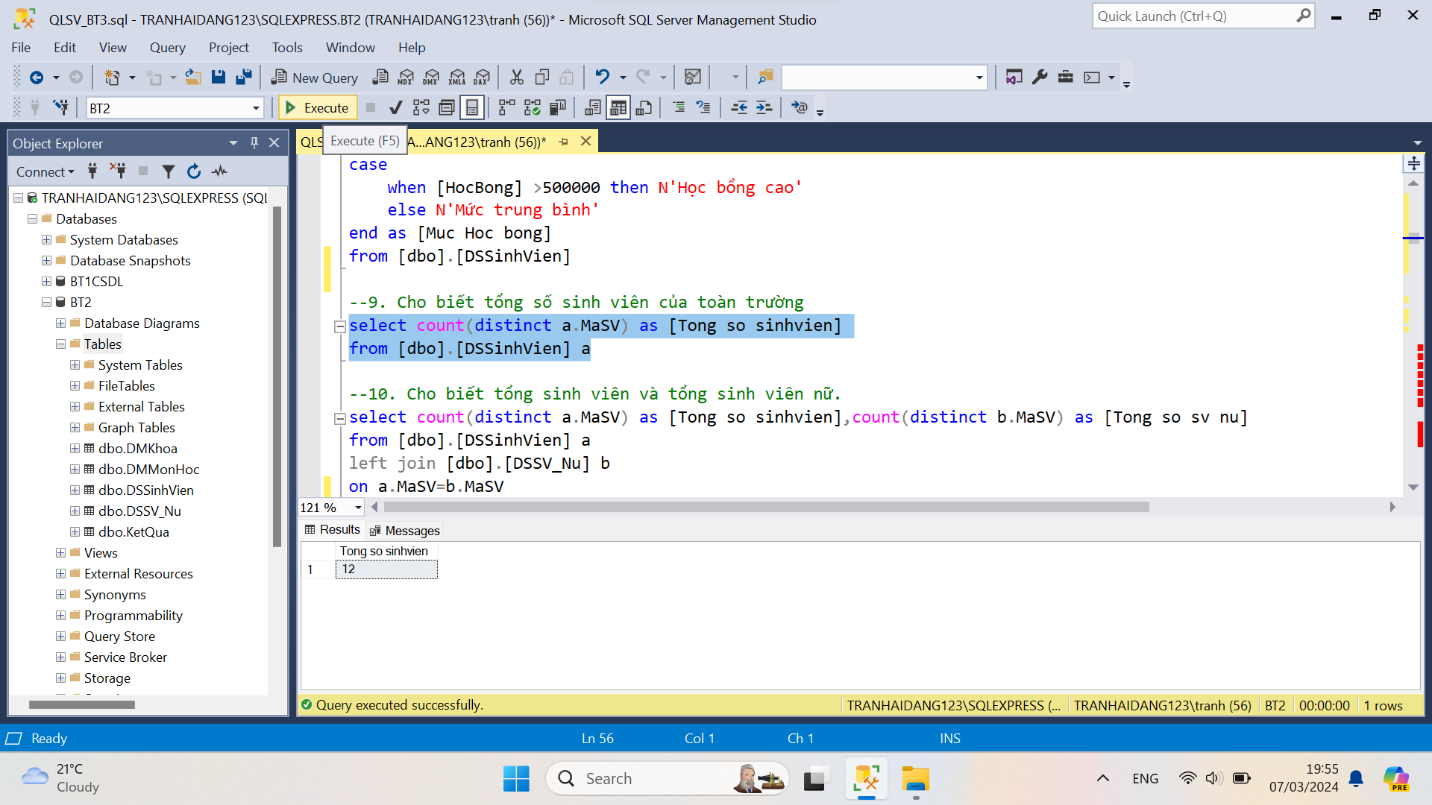 QLSV_BT3.sql - TRANHAIDANG123\SQLEXPRESS.BT2 (TRANHAIDANG123\tranh (56))* - Microsoft SQL Server Management Studio
Quick Launch (Ctrl+Q)
File Edit View Query Project Tools Window Help
New Query
MDX DMX XMLA DAX
BT2
Execute
Execute (F5)
Object Explorer
QLS
A...ANG123\tranh (56))*
Connect
TRANHAIDANG123\SQLEXPRESS (SQL
Databases
System Databases
Database Snapshots
BT1CSDL
BT2
Database Diagrams
Tables
System Tables
FileTables
External Tables
Graph Tables
dbo.DMKhoa
dbo.DMMonHoc
dbo.DSSinhVien
dbo.DSSV_Nu
dbo.KetQua
Views
External Resources
Synonyms
Programmability
Query Store
Service Broker
Storage
case
when [HocBong] >500000 then N'Học bổng cao'
else N'Mức trung bình'
end as [Muc Hoc bong]
from [dbo].[DSSinhVien]
--9. Cho biết tổng số sinh viên của toàn trường
select count(distinct a.MaSV) as [Tong so sinhvien]
from [dbo].[DSSinhVien] a
--10. Cho biết tổng sinh viên và tổng sinh viên nữ.
select count(distinct a.MaSV) as [Tong so sinhvien],count(distinct b.MaSV) as [Tong so sv nu]
from [dbo].[DSSinhVien] a
left join [dbo].[DSSV_Nu] b
on a.MaSV=b.MaSV
121 %
Results Messages
Tong so sinhvien
1 12
Query executed successfully.
TRANHAIDANG123\SQLEXPRESS (... TRANHAIDANG123\tranh (56) BT2 00:00:00 1 rows
Ready Ln 56 Col 1 Ch 1 INS
21°C
Cloudy
Search
ENG
19:55
07/03/2024
PRE